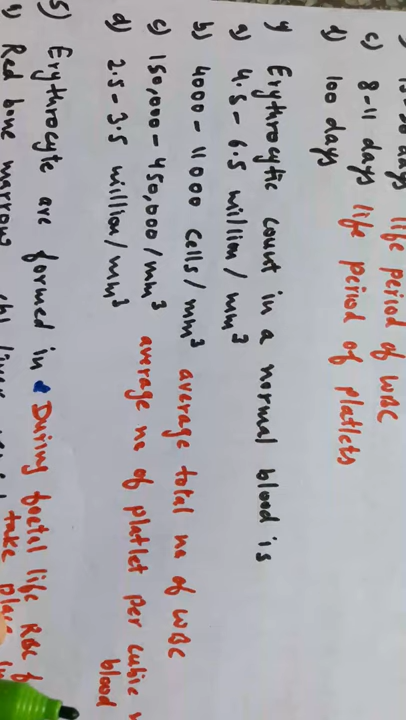 life period of WBC
c) 8-11 days life period of platlets
d) 100 days
4) Erythrocytic count in a normal blood is
a) 4.5-6.5 million/mm³
b) 4000-11000 cells/mm³ average total no of WBC
c) 150,000-450,000/mm³ average no of platlet per cubic
blood
d) 2.5-3.5 million/mm³
5) Erythrocyte are formed in During foetal life RBC
Red bone marrow take place